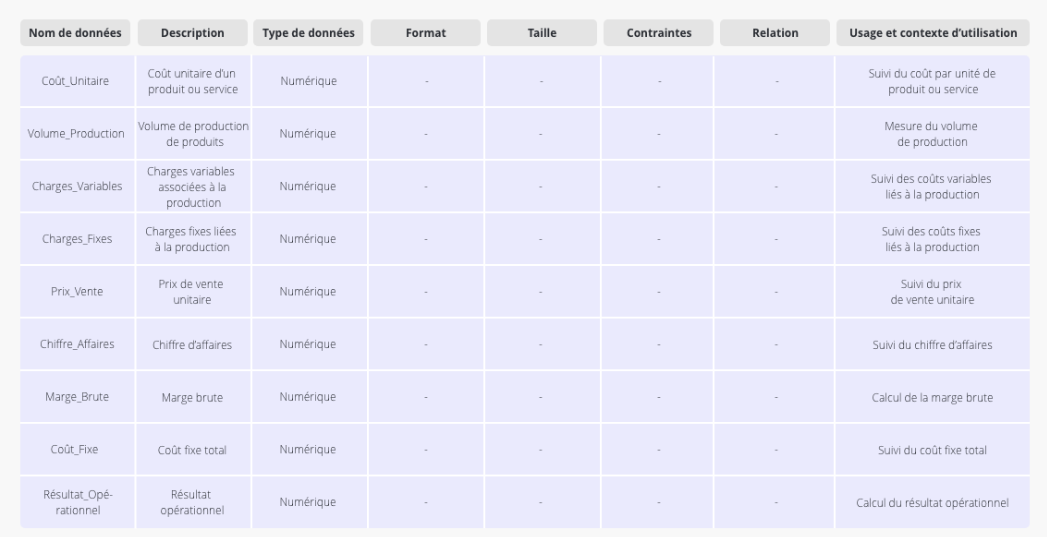 Nom de données Description Type de données Format Taille Contraintes Relation Usage et contexte d'utilisation
Coût_Unitaire Coût unitaire d'un produit ou service Numérique - - - - Suivi du coût par unité de produit ou service
Volume_Production Volume de production de produits Numérique - - - - Mesure du volume de production
Charges_Variables Charges variables associées à la production Numérique - - - - Suivi des coûts variables liés à la production
Charges_Fixes Charges fixes liées à la production Numérique - - - - Suivi des coûts fixes liés à la production
Prix_Vente Prix de vente unitaire Numérique - - - - Suivi du prix de vente unitaire
Chiffre_Affaires Chiffre d'affaires Numérique - - - - Suivi du chiffre d'affaires
Marge_Brute Marge brute Numérique - - - - Calcul de la marge brute
Coût_Fixe Coût fixe total Numérique - - - - Suivi du coût fixe total
Résultat_Opé-rationnel Résultat opérationnel Numérique - - - - Calcul du résultat opérationnel